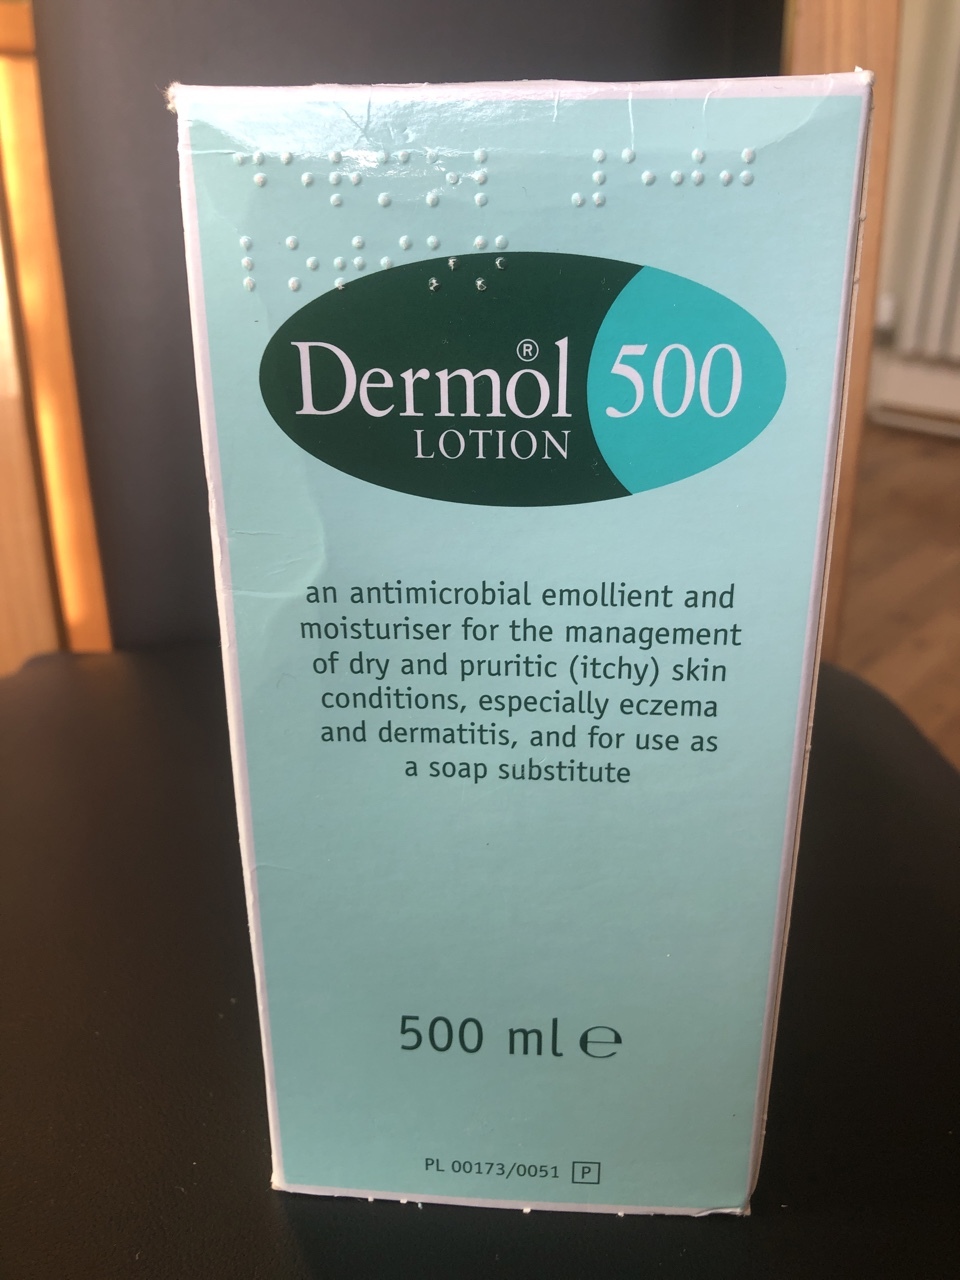 Dermol® 500
LOTION
an antimicrobial emollient and
moisturiser for the management
of dry and pruritic (itchy) skin
conditions, especially eczema
and dermatitis, and for use as
a soap substitute
500 ml ℮
PL 00173/0051 P